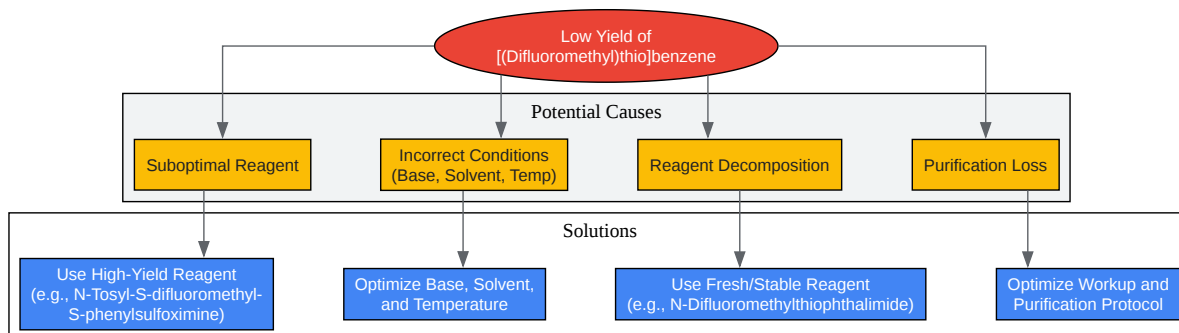 Low Yield of
[(Difluoromethyl)thio]benzene
Potential Causes
Suboptimal Reagent
Incorrect Conditions
(Base, Solvent, Temp)
Reagent Decomposition
Purification Loss
Solutions
Use High-Yield Reagent
(e.g., N-Tosyl-S-difluoromethyl-
S-phenylsulfoximine)
Optimize Base, Solvent,
and Temperature
Use Fresh/Stable Reagent
(e.g., N-Difluoromethylthiophthalimide)
Optimize Workup and
Purification Protocol